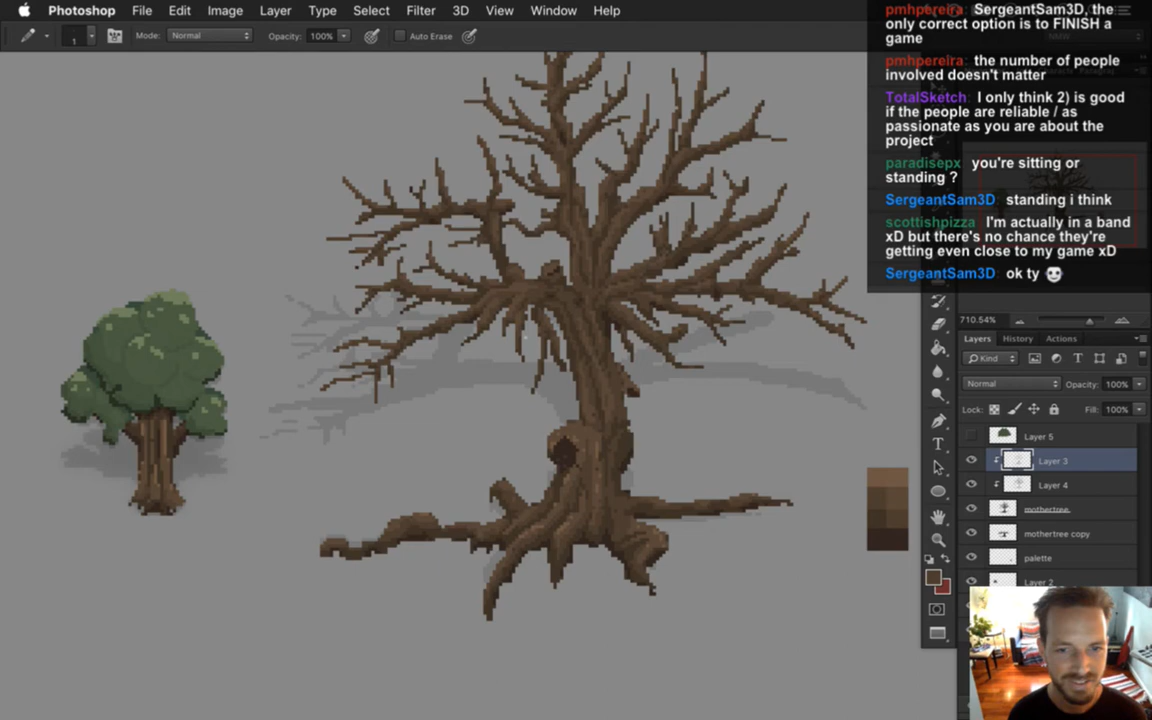 Photoshop File Edit Image Layer Type Select Filter 3D View Window Help
1 Mode: Normal Opacity: 100% Auto Erase
pmhpereira: SergeantSam3D, the
only correct option is to FINISH a
game
pmhpereira: the number of people
involved doesn't matter
TotalSketch: I only think 2) is good
if the people are reliable / as
passionate as you are about the
project
paradisepx: you're sitting or
standing ?
SergeantSam3D: standing i think
scottishpizza: I'm actually in a band
xD but there's no chance they're
getting even close to my game xD
SergeantSam3D: ok ty
710.54%
Layers History Actions
Kind
Normal Opacity: 100%
Lock: Fill: 100%
Layer 5
Layer 3
Layer 4
mothertree
mothertree copy
palette
Layer 2